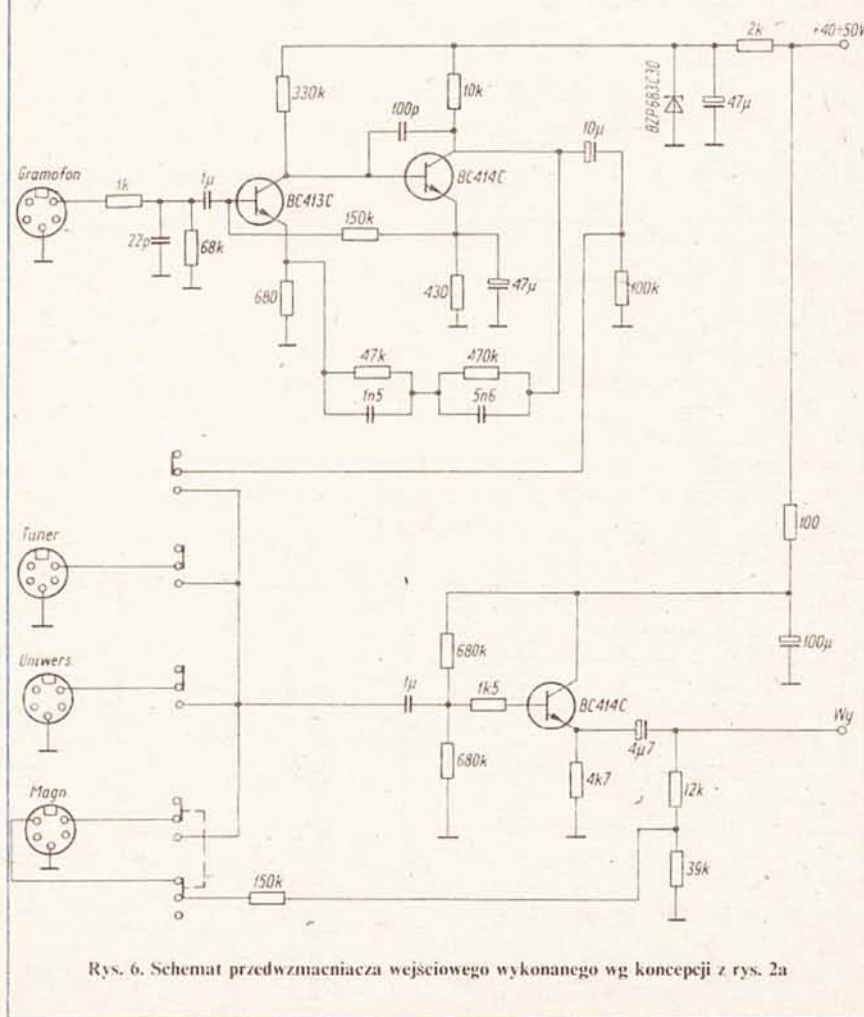 2k
+40÷50V
330k
10k
100p
BZP683C30
47µ
10µ
Gramofon
1k
1µ
BC413C
BC414C
22p
68k
150k
680
430
47µ
100k
47k
470k
1n5
5n6
Tuner
100
Uniwers.
680k
100µ
1µ
1k5
BC414C
Wy
4µ7
680k
4k7
12k
Magn.
39k
150k
Rys. 6. Schemat przedwzmacniacza wejściowego wykonanego wg koncepcji z rys. 2a